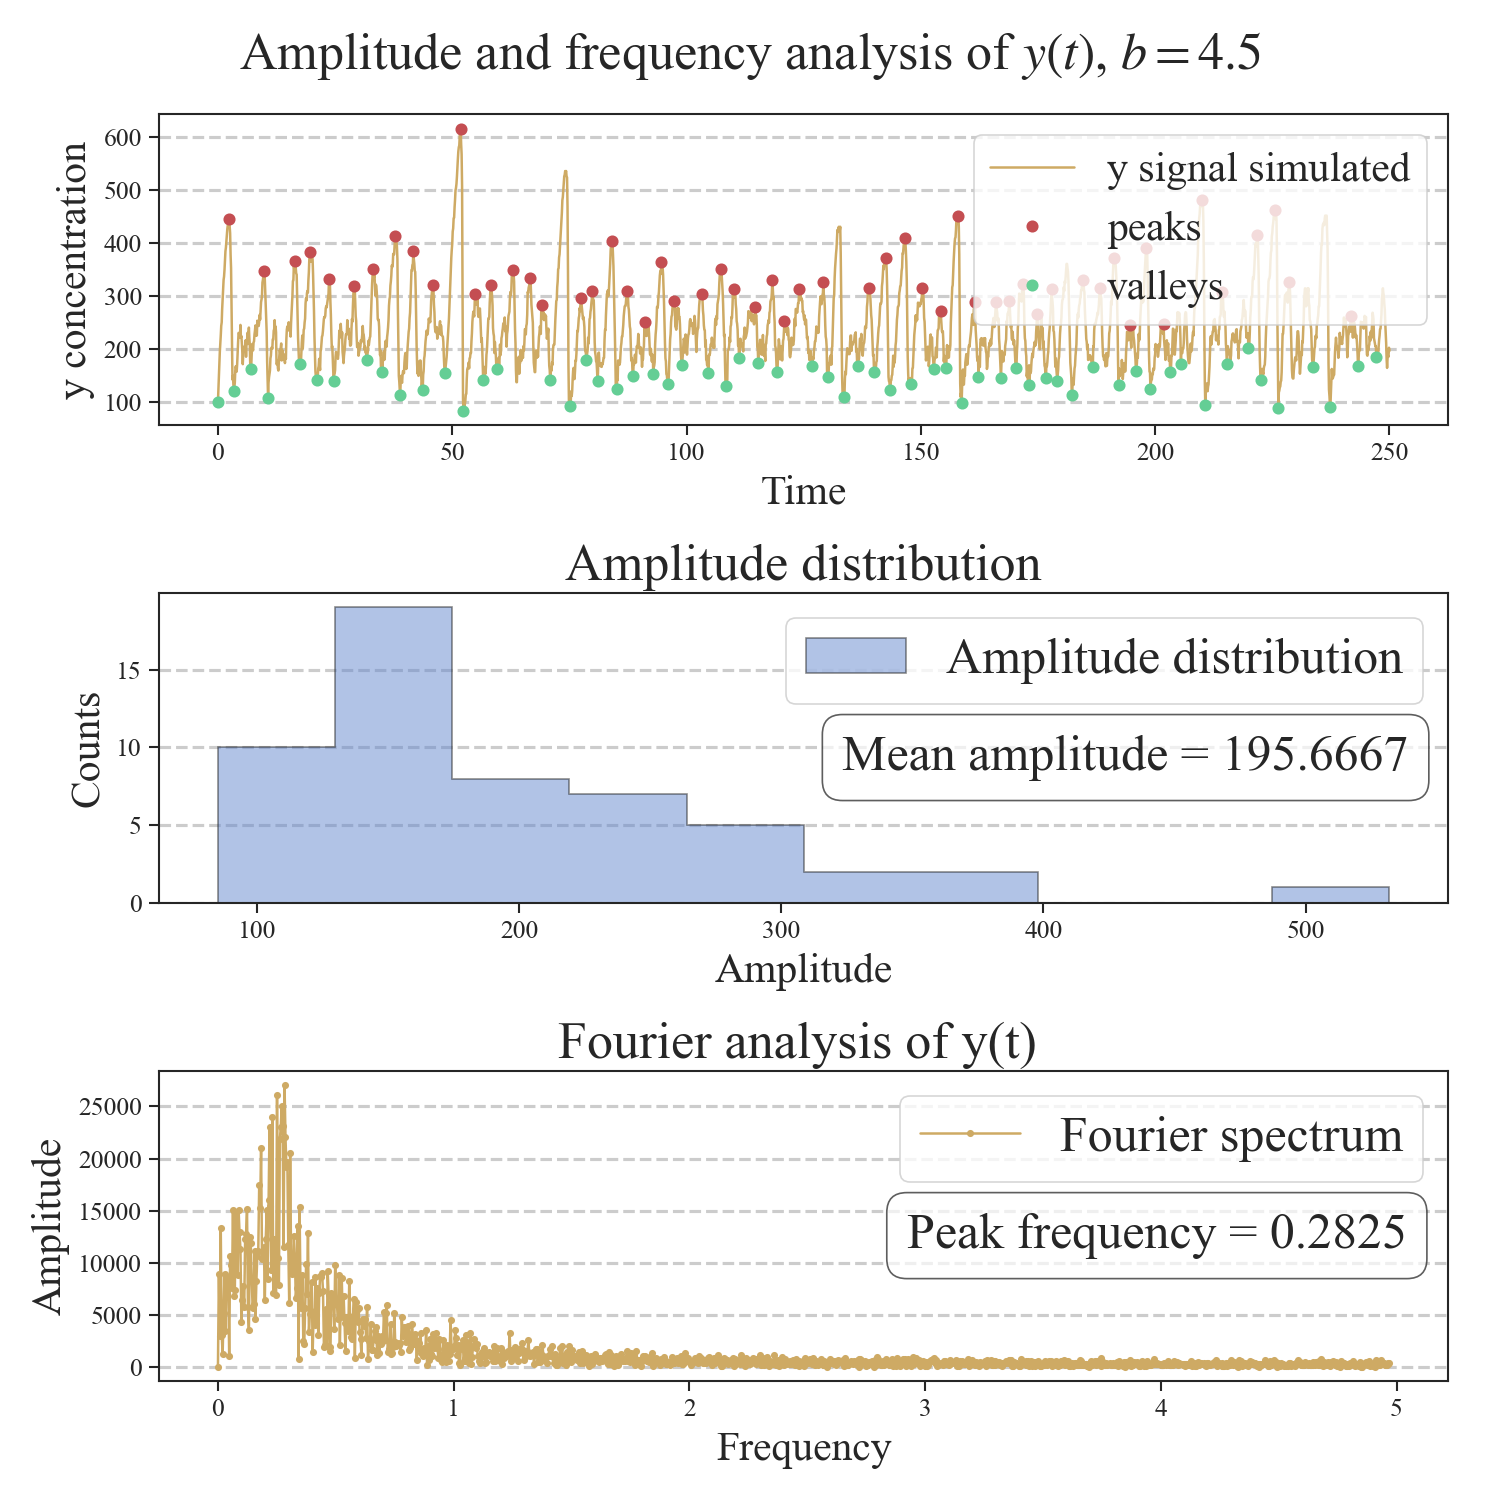 Amplitude and frequency analysis of y(t), b = 4.5
y concentration
600
500
400
300
200
100
y signal simulated
peaks
valleys
0 50 100 150 200 250
Time
Amplitude distribution
Counts
15
10
5
0
Amplitude distribution
Mean amplitude = 195.6667
100 200 300 400 500
Amplitude
Fourier analysis of y(t)
Amplitude
25000
20000
15000
10000
5000
0
Fourier spectrum
Peak frequency = 0.2825
0 1 2 3 4 5
Frequency